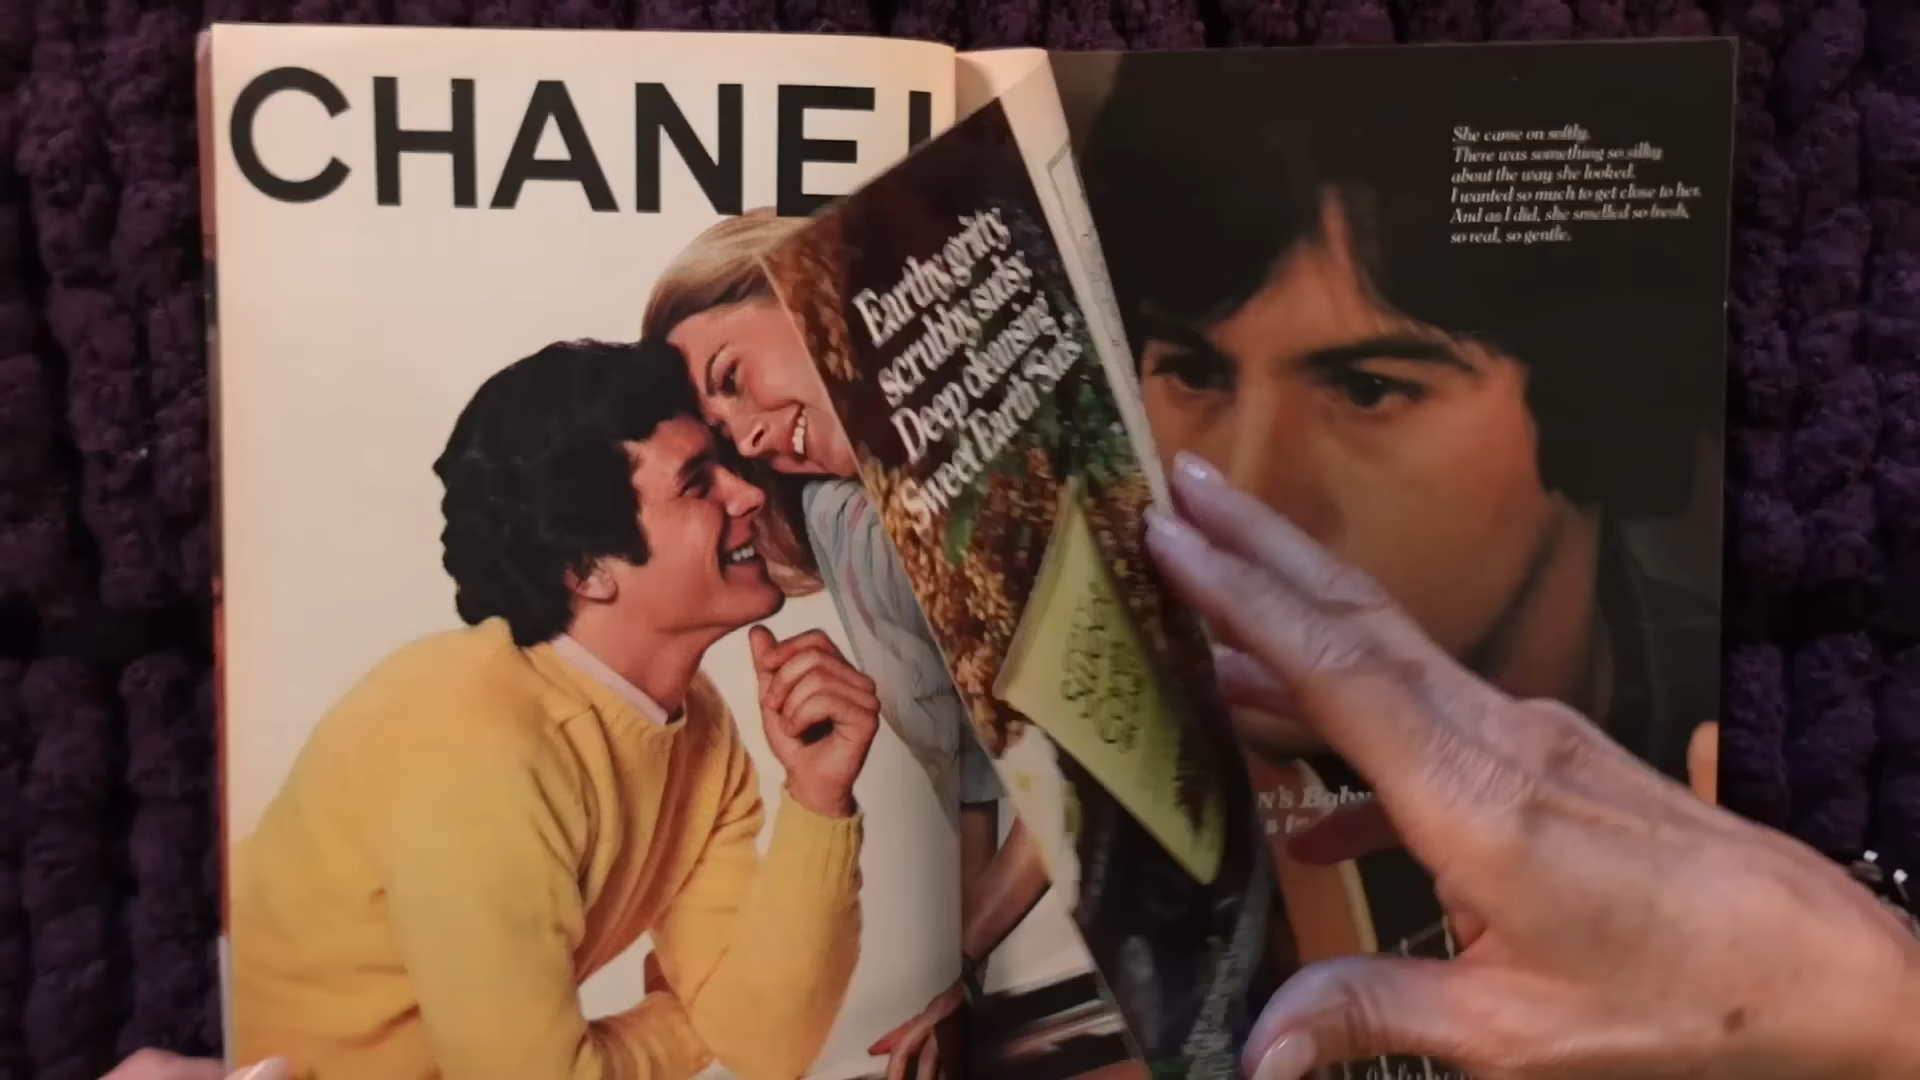 CHANEL
Earthy, gritty,
scrubby, sudsy.
Deep cleansing
Sweet Earth Suds.
She came on softly.
There was something so silky
about the way she looked.
I wanted so much to get close to her.
And as I did, she smelled so fresh,
so real, so gentle.
N's Baby